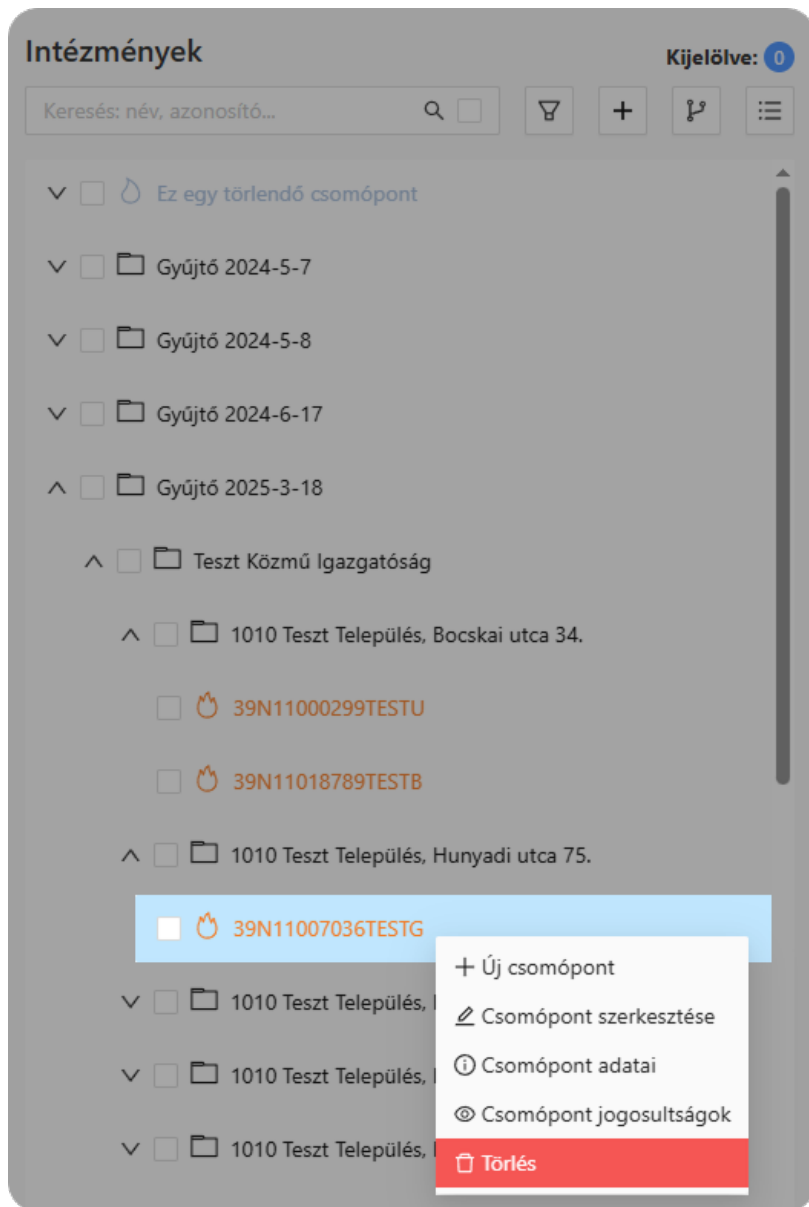 Intézmények
Kijelölve: 0
Keresés: név, azonosító...
Ez egy törlendő csomópont
Gyűjtő 2024-5-7
Gyűjtő 2024-5-8
Gyűjtő 2024-6-17
Gyűjtő 2025-3-18
Teszt Közmű Igazgatóság
1010 Teszt Település, Bocskai utca 34.
39N11000299TESTU
39N11018789TESTB
1010 Teszt Település, Hunyadi utca 75.
39N11007036TESTG
Új csomópont
1010 Teszt Település,
Csomópont szerkesztése
Csomópont adatai
1010 Teszt Település,
Csomópont jogosultságok
1010 Teszt Település,
Törlés